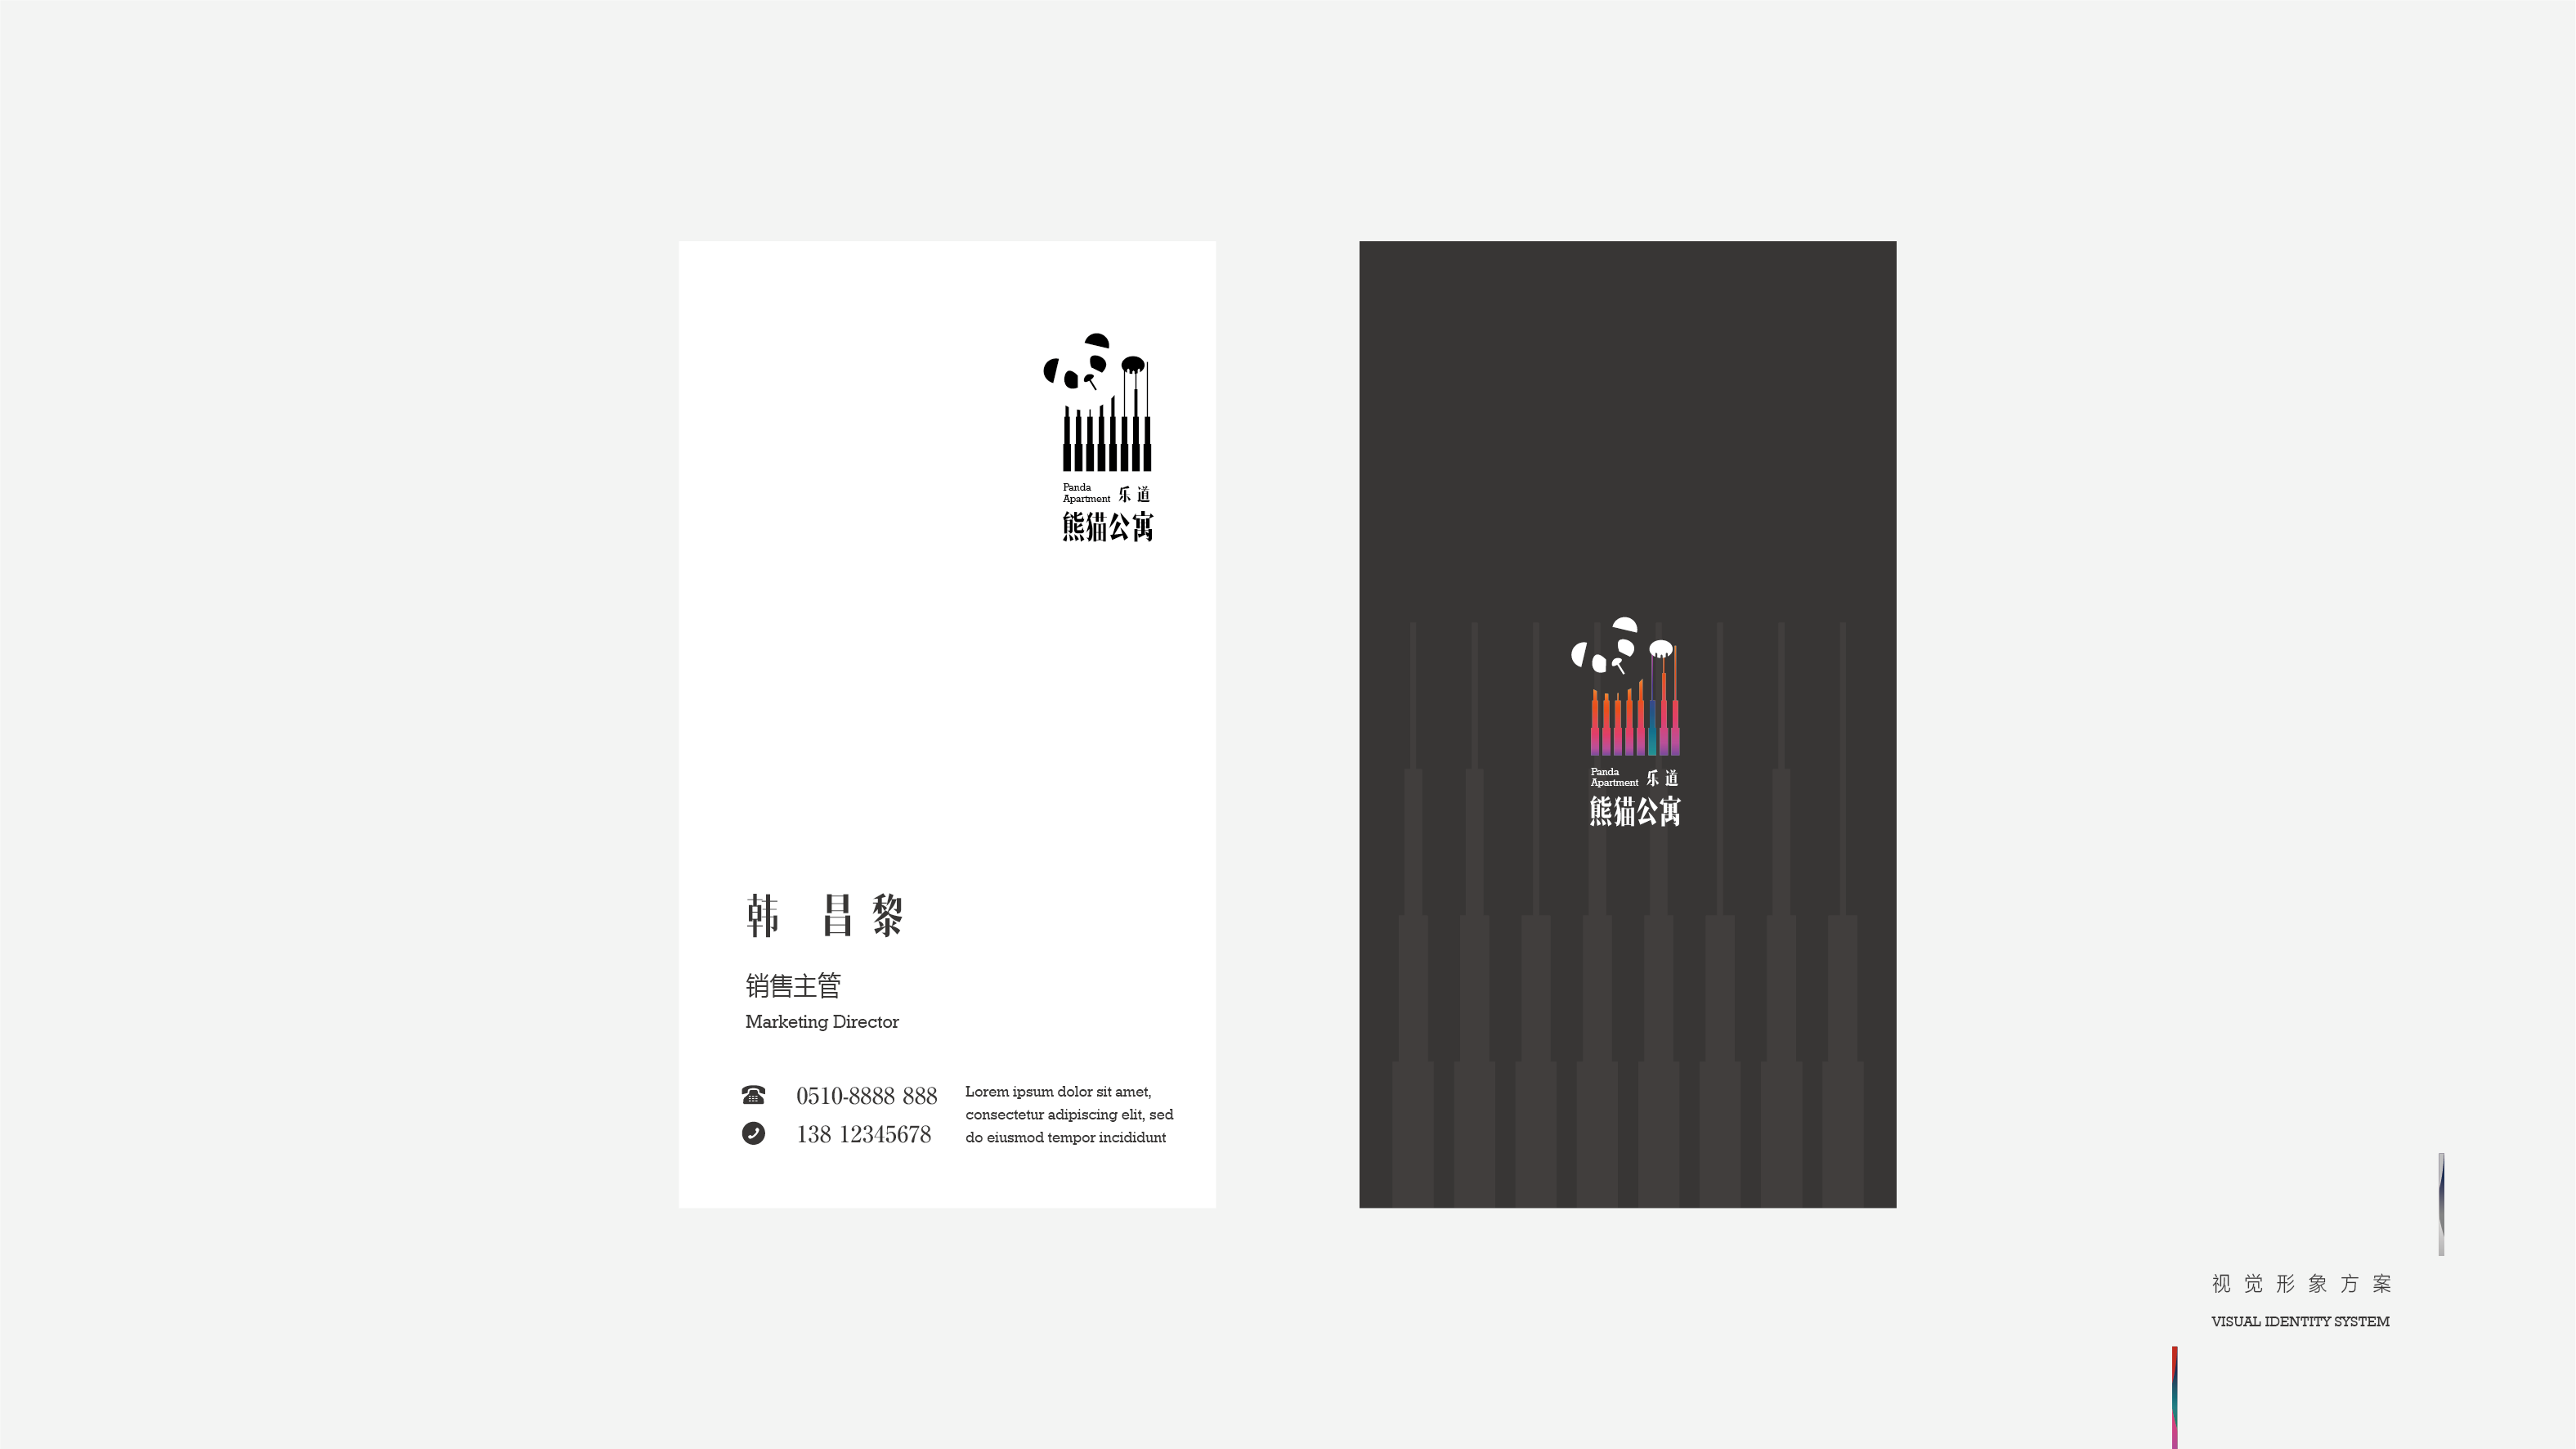 Panda
Apartment 乐道
熊猫公寓
韩 昌黎
销售主管
Marketing Director
0510-8888 888
138 12345678
Lorem ipsum dolor sit amet,
consectetur adipiscing elit, sed
do eiusmod tempor incididunt
Panda
Apartment 乐道
熊猫公寓
视觉形象方案
VISUAL IDENTITY SYSTEM